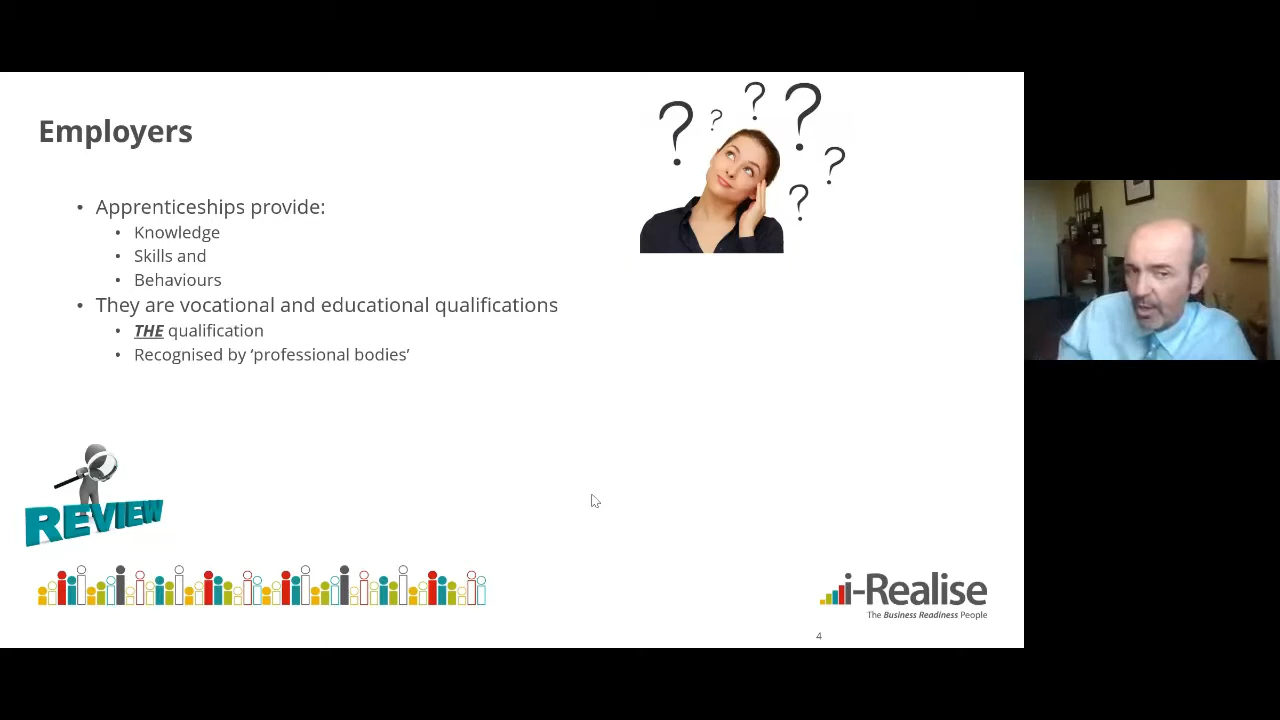 Employers
• Apprenticeships provide:
• Knowledge
• Skills and
• Behaviours
• They are vocational and educational qualifications
• THE qualification
• Recognised by ‘professional bodies’
? ? ? ? ? ?
REVIEW
i-Realise
The Business Readiness People
4